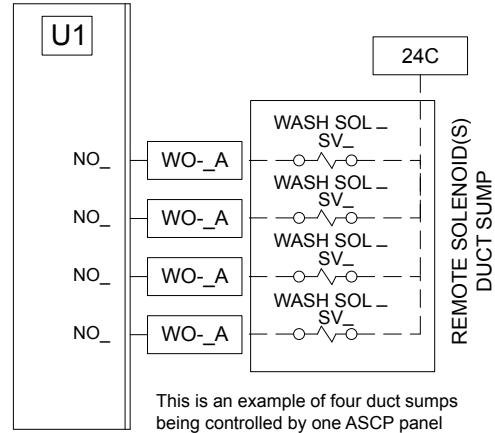 U1
24C
WASH SOL _
SV_
NO_ WO-_A
WASH SOL _
SV_
NO_ WO-_A
WASH SOL _
SV_
NO_ WO-_A
WASH SOL _
SV_
NO_ WO-_A
REMOTE SOLENOID(S)
DUCT SUMP
This is an example of four duct sumps
being controlled by one ASCP panel